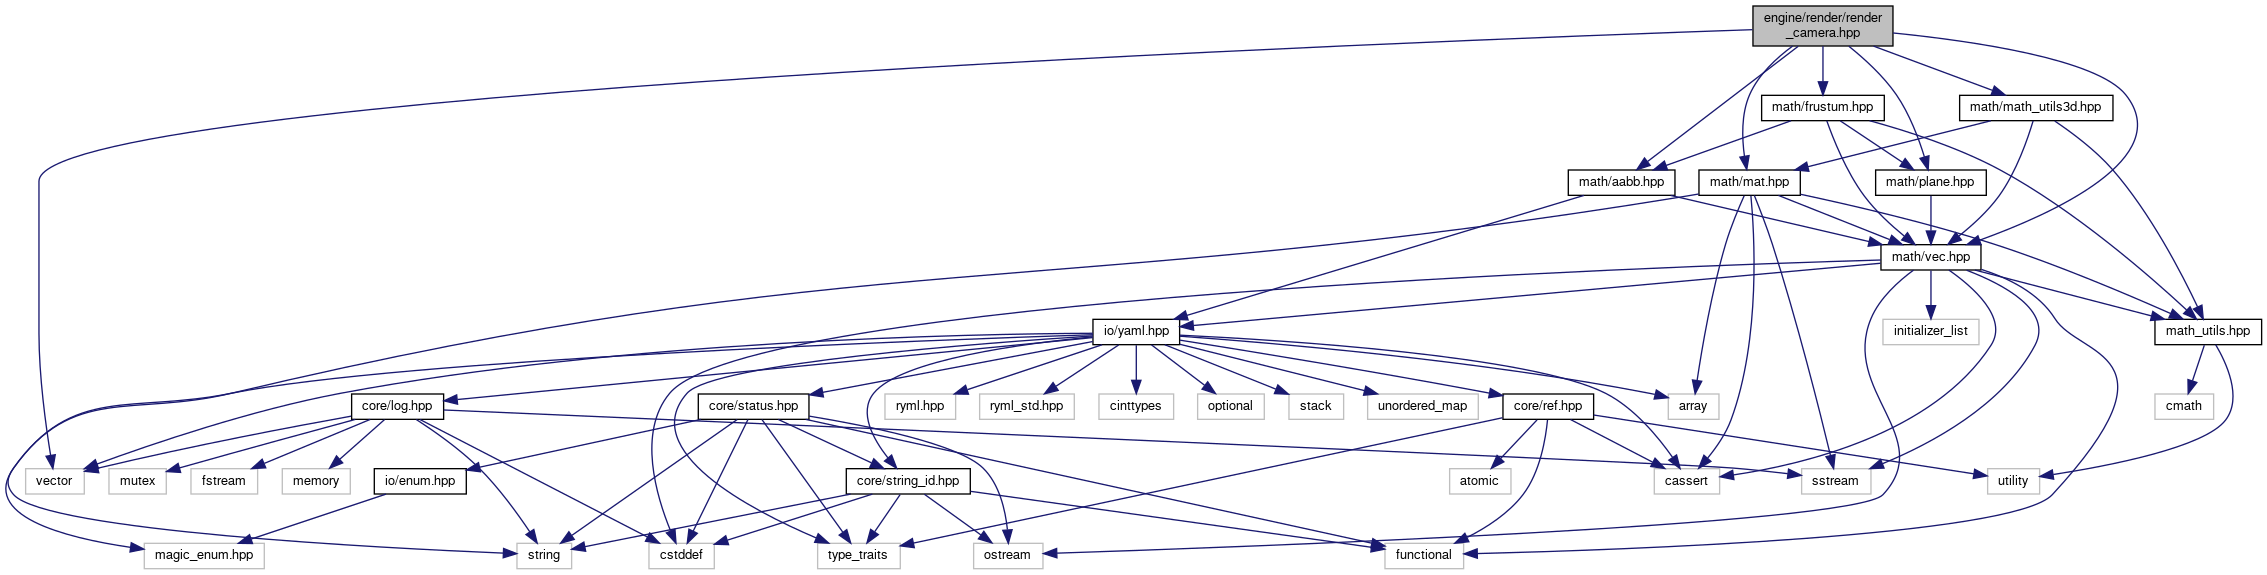 engine/render/render
_camera.hpp
math/frustum.hpp
math/math_utils3d.hpp
math/aabb.hpp
math/mat.hpp
math/plane.hpp
math/vec.hpp
io/yaml.hpp
initializer_list
math_utils.hpp
core/log.hpp
core/status.hpp
ryml.hpp
ryml_std.hpp
cinttypes
optional
stack
unordered_map
core/ref.hpp
array
cmath
vector
mutex
fstream
memory
io/enum.hpp
core/string_id.hpp
atomic
cassert
sstream
utility
magic_enum.hpp
string
cstddef
type_traits
ostream
functional